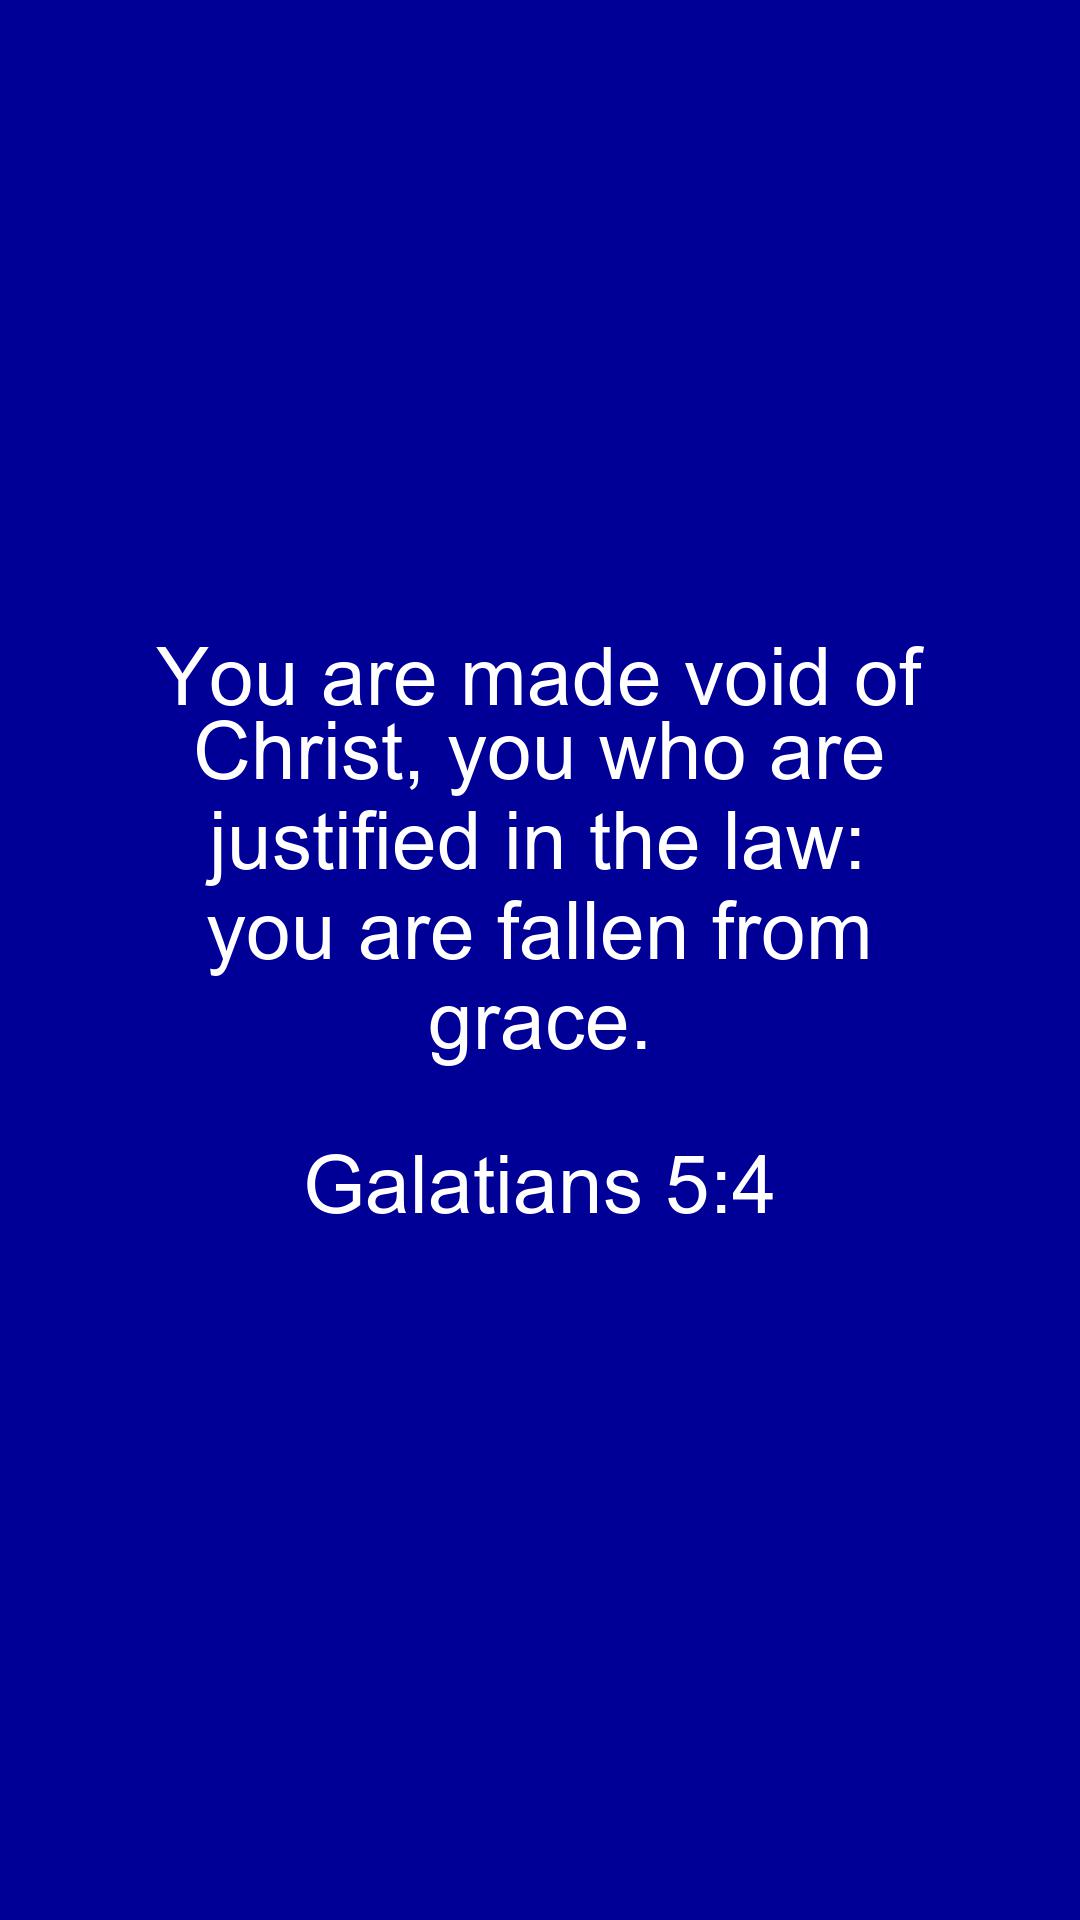 You are made void of
Christ, you who are
justified in the law:
you are fallen from
grace.
Galatians 5:4